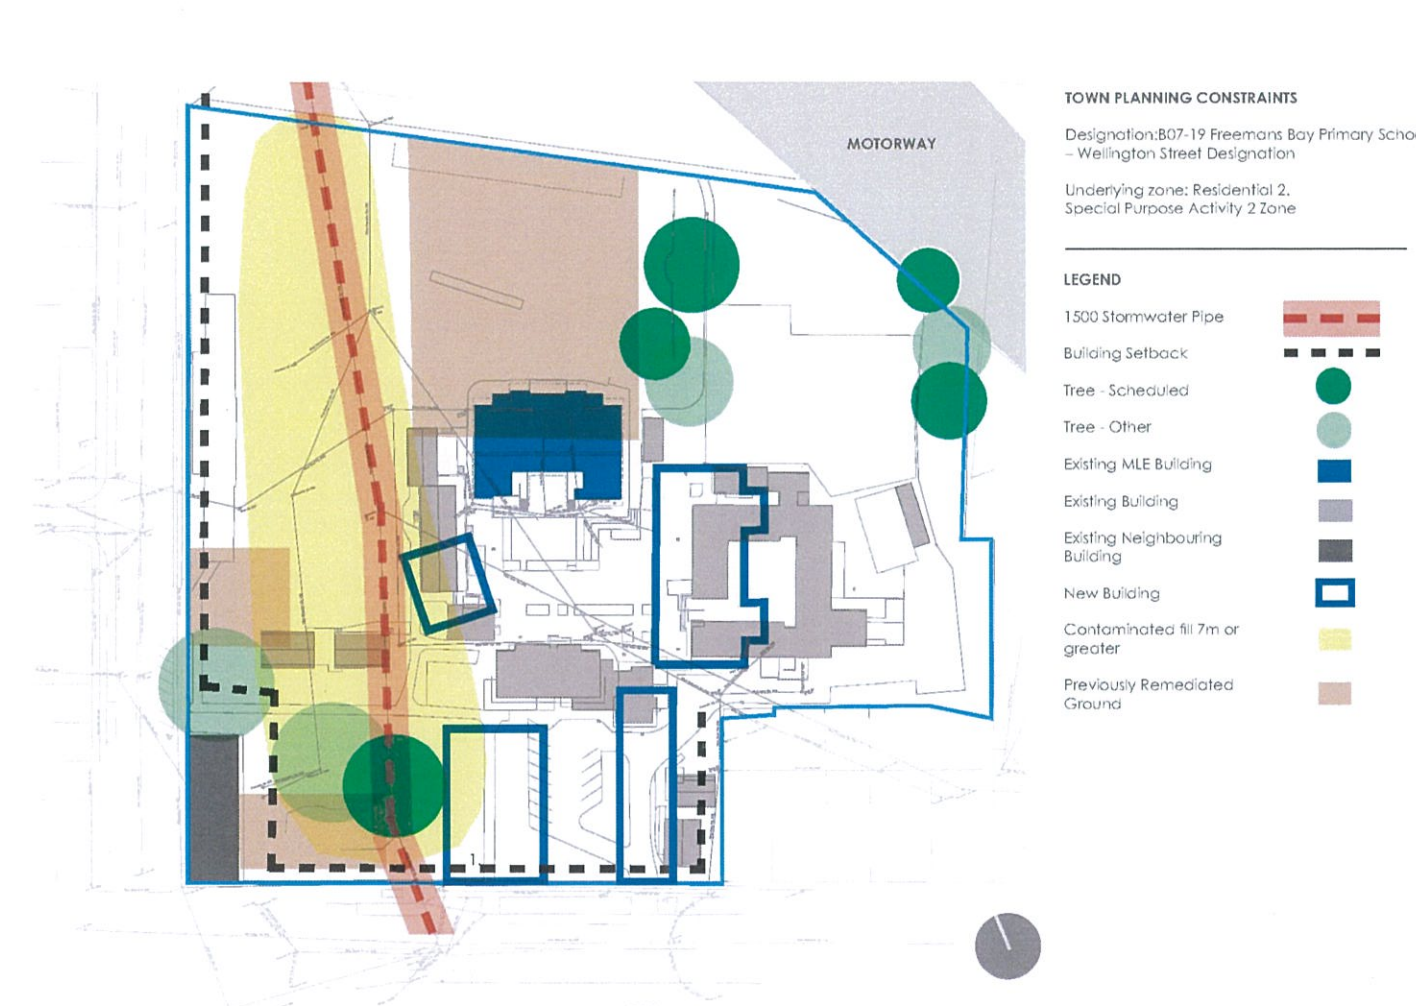 MOTORWAY
TOWN PLANNING CONSTRAINTS
Designation:B07-19 Freemans Bay Primary Schoo
– Wellington Street Designation
Underlying zone: Residential 2.
Special Purpose Activity 2 Zone
LEGEND
1500 Stormwater Pipe
Building Setback
Tree - Scheduled
Tree - Other
Existing MLE Building
Existing Building
Existing Neighbouring
Building
New Building
Contaminated fill 7m or
greater
Previously Remediated
Ground
1